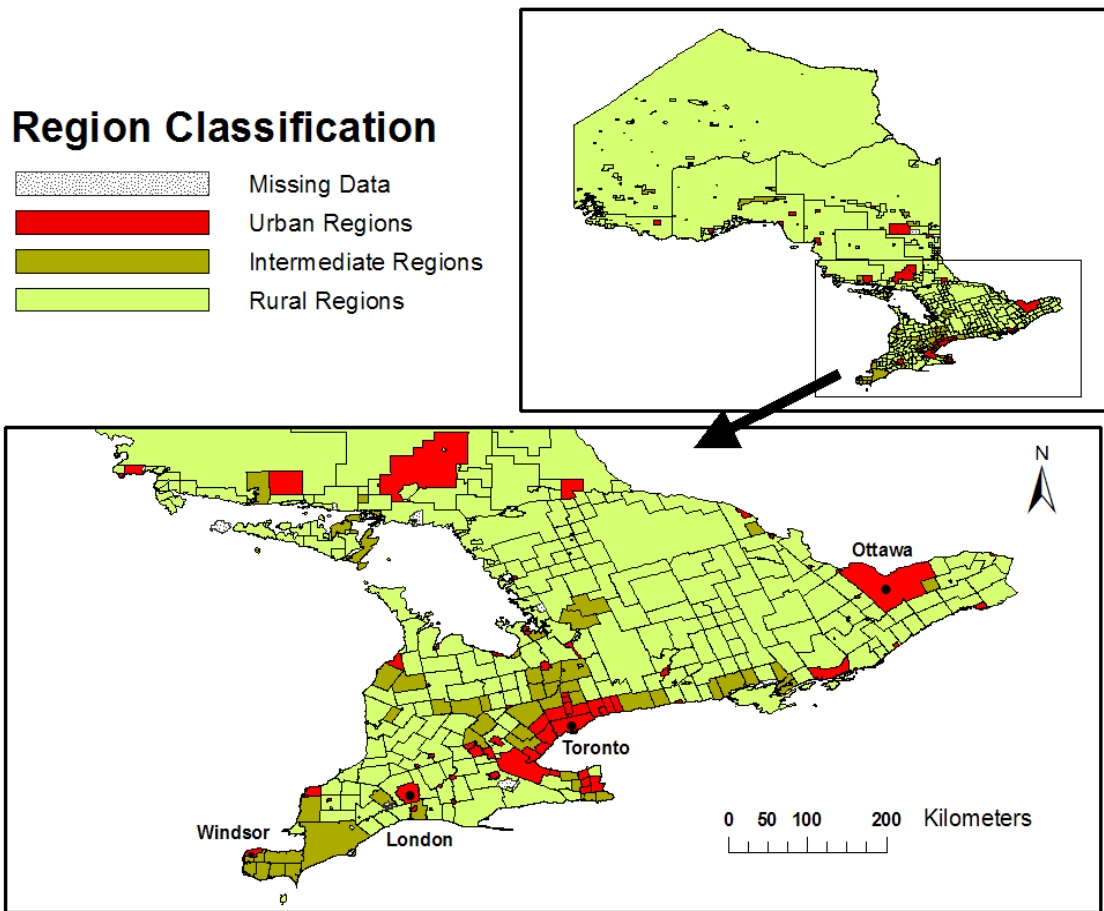 Region Classification
Missing Data
Urban Regions
Intermediate Regions
Rural Regions
N
Ottawa
Toronto
Windsor
London
0 50 100 200 Kilometers